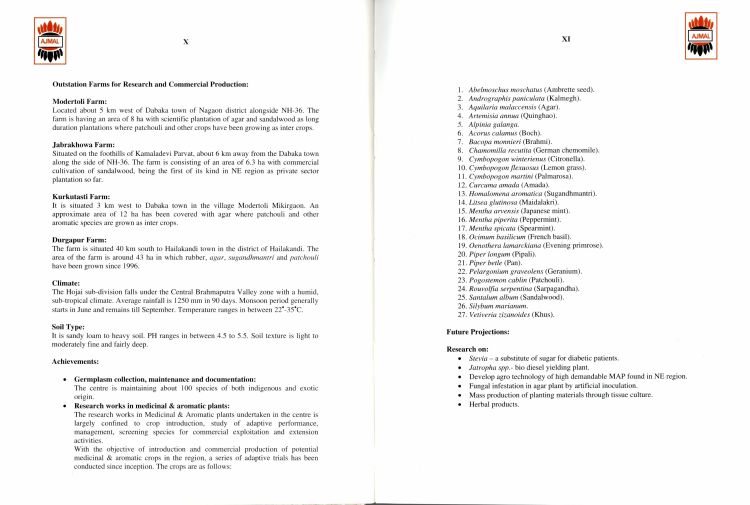 AJMAL
X
Outstation Farms for Research and Commercial Production:
Modertoli Farm:
Located about 5 km west of Dabaka town of Nagaon district alongside NH-36. The
farm is having an area of 8 ha with scientific plantation of agar and sandalwood as long
duration plantations where patchouli and other crops have been growing as inter crops.
Jabrakhowa Farm:
Situated on the foothills of Kamaladevi Parvat, about 6 km away from the Dabaka town
along the side of NH-36. The farm is consisting of an area of 6.3 ha with commercial
cultivation of sandalwood, being the first of its kind in NE region as private sector
plantation so far.
Kurkutasti Farm:
It is situated 3 km west to Dabaka town in the village Modertoli Mikirgaon. An
approximate area of 12 ha has been covered with agar where patchouli and other
aromatic species are grown as inter crops.
Durgapur Farm:
The farm is situated 40 km south to Hailakandi town in the district of Hailakandi. The
area of the farm is around 43 ha in which rubber, agar, sugandhmantri and patchouli
have been grown since 1996.
Climate:
The Hojai sub-division falls under the Central Brahmaputra Valley zone with a humid,
sub-tropical climate. Average rainfall is 1250 mm in 90 days. Monsoon period generally
starts in June and remains till September. Temperature ranges in between 22°-35°C.
Soil Type:
It is sandy loam to heavy soil. PH ranges in between 4.5 to 5.5. Soil texture is light to
moderately fine and fairly deep.
Achievements:
• Germplasm collection, maintenance and documentation:
The centre is maintaining about 100 species of both indigenous and exotic
origin.
• Research works in medicinal & aromatic plants:
The research works in Medicinal & Aromatic plants undertaken in the centre is
largely confined to crop introduction, study of adaptive performance,
management, screening species for commercial exploitation and extension
activities.
With the objective of introduction and commercial production of potential
medicinal & aromatic crops in the region, a series of adaptive trials has been
conducted since inception. The crops are as follows:
XI
AJMAL
1. Abelmoschus moschatus (Ambrette seed).
2. Andrographis paniculata (Kalmegh).
3. Aquilaria malaccensis (Agar).
4. Artemisia annua (Quinghao).
5. Alpinia galanga.
6. Acorus calamus (Boch).
7. Bacopa monnieri (Brahmi).
8. Chamomilla recutita (German chemomile).
9. Cymbopogon winterienus (Citronella).
10. Cymbopogon flexuosus (Lemon grass).
11. Cymbopogon martini (Palmarosa).
12. Curcuma amada (Amada).
13. Homalonema aromatica (Sugandhmantri).
14. Litsea glutinosa (Maidalakri).
15. Mentha arvensis (Japanese mint).
16. Mentha piperita (Peppermint).
17. Mentha spicata (Spearmint).
18. Ocimum basilicum (French basil).
19. Oenothera lamarckiana (Evening primrose).
20. Piper longum (Pipali).
21. Piper betle (Pan).
22. Pelargonium graveolens (Geranium).
23. Pogostemon cablin (Patchouli).
24. Rouvolfia serpentina (Sarpagandha).
25. Santalum album (Sandalwood).
26. Silybum marianum.
27. Vetiveria zizanoides (Khus).
Future Projections:
Research on:
• Stevia – a substitute of sugar for diabetic patients.
• Jatropha spp.- bio diesel yielding plant.
• Develop agro technology of high demandable MAP found in NE region.
• Fungal infestation in agar plant by artificial inoculation.
• Mass production of planting materials through tissue culture.
• Herbal products.